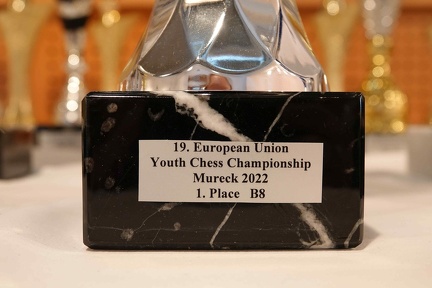 19. European Union
Youth Chess Championship
Mureck 2022
1. Place B8